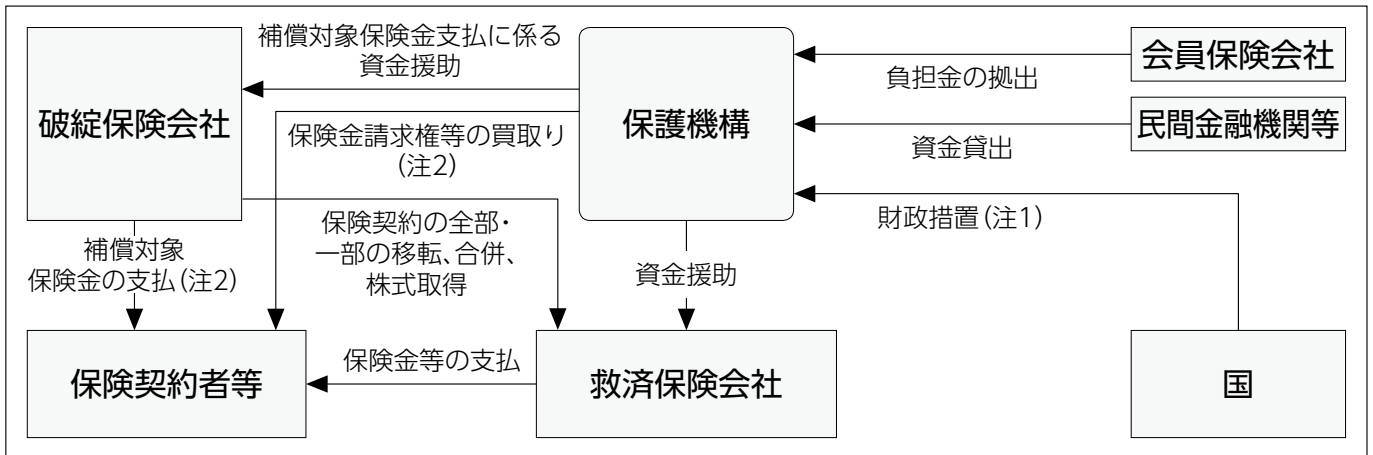 補償対象保険金支払に係る
資金援助
会員保険会社
負担金の拠出
破綻保険会社
保護機構
民間金融機関等
保険金請求権等の買取り
(注2)
資金貸出
財政措置(注1)
保険契約の全部・
一部の移転、合併、
株式取得
補償対象
保険金の支払(注2)
資金援助
保険契約者等
保険金等の支払
救済保険会社
国